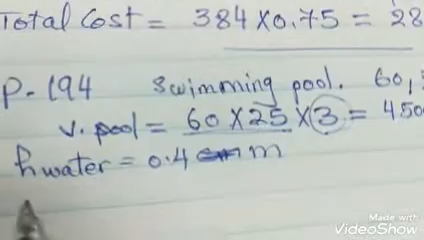 Total Cost = 384 × 0.75 = 28
P-194 Swimming pool. 60,
v. pool = 60 × 25 × 3 = 450
h water = 0.4 m
Made with
VideoShow